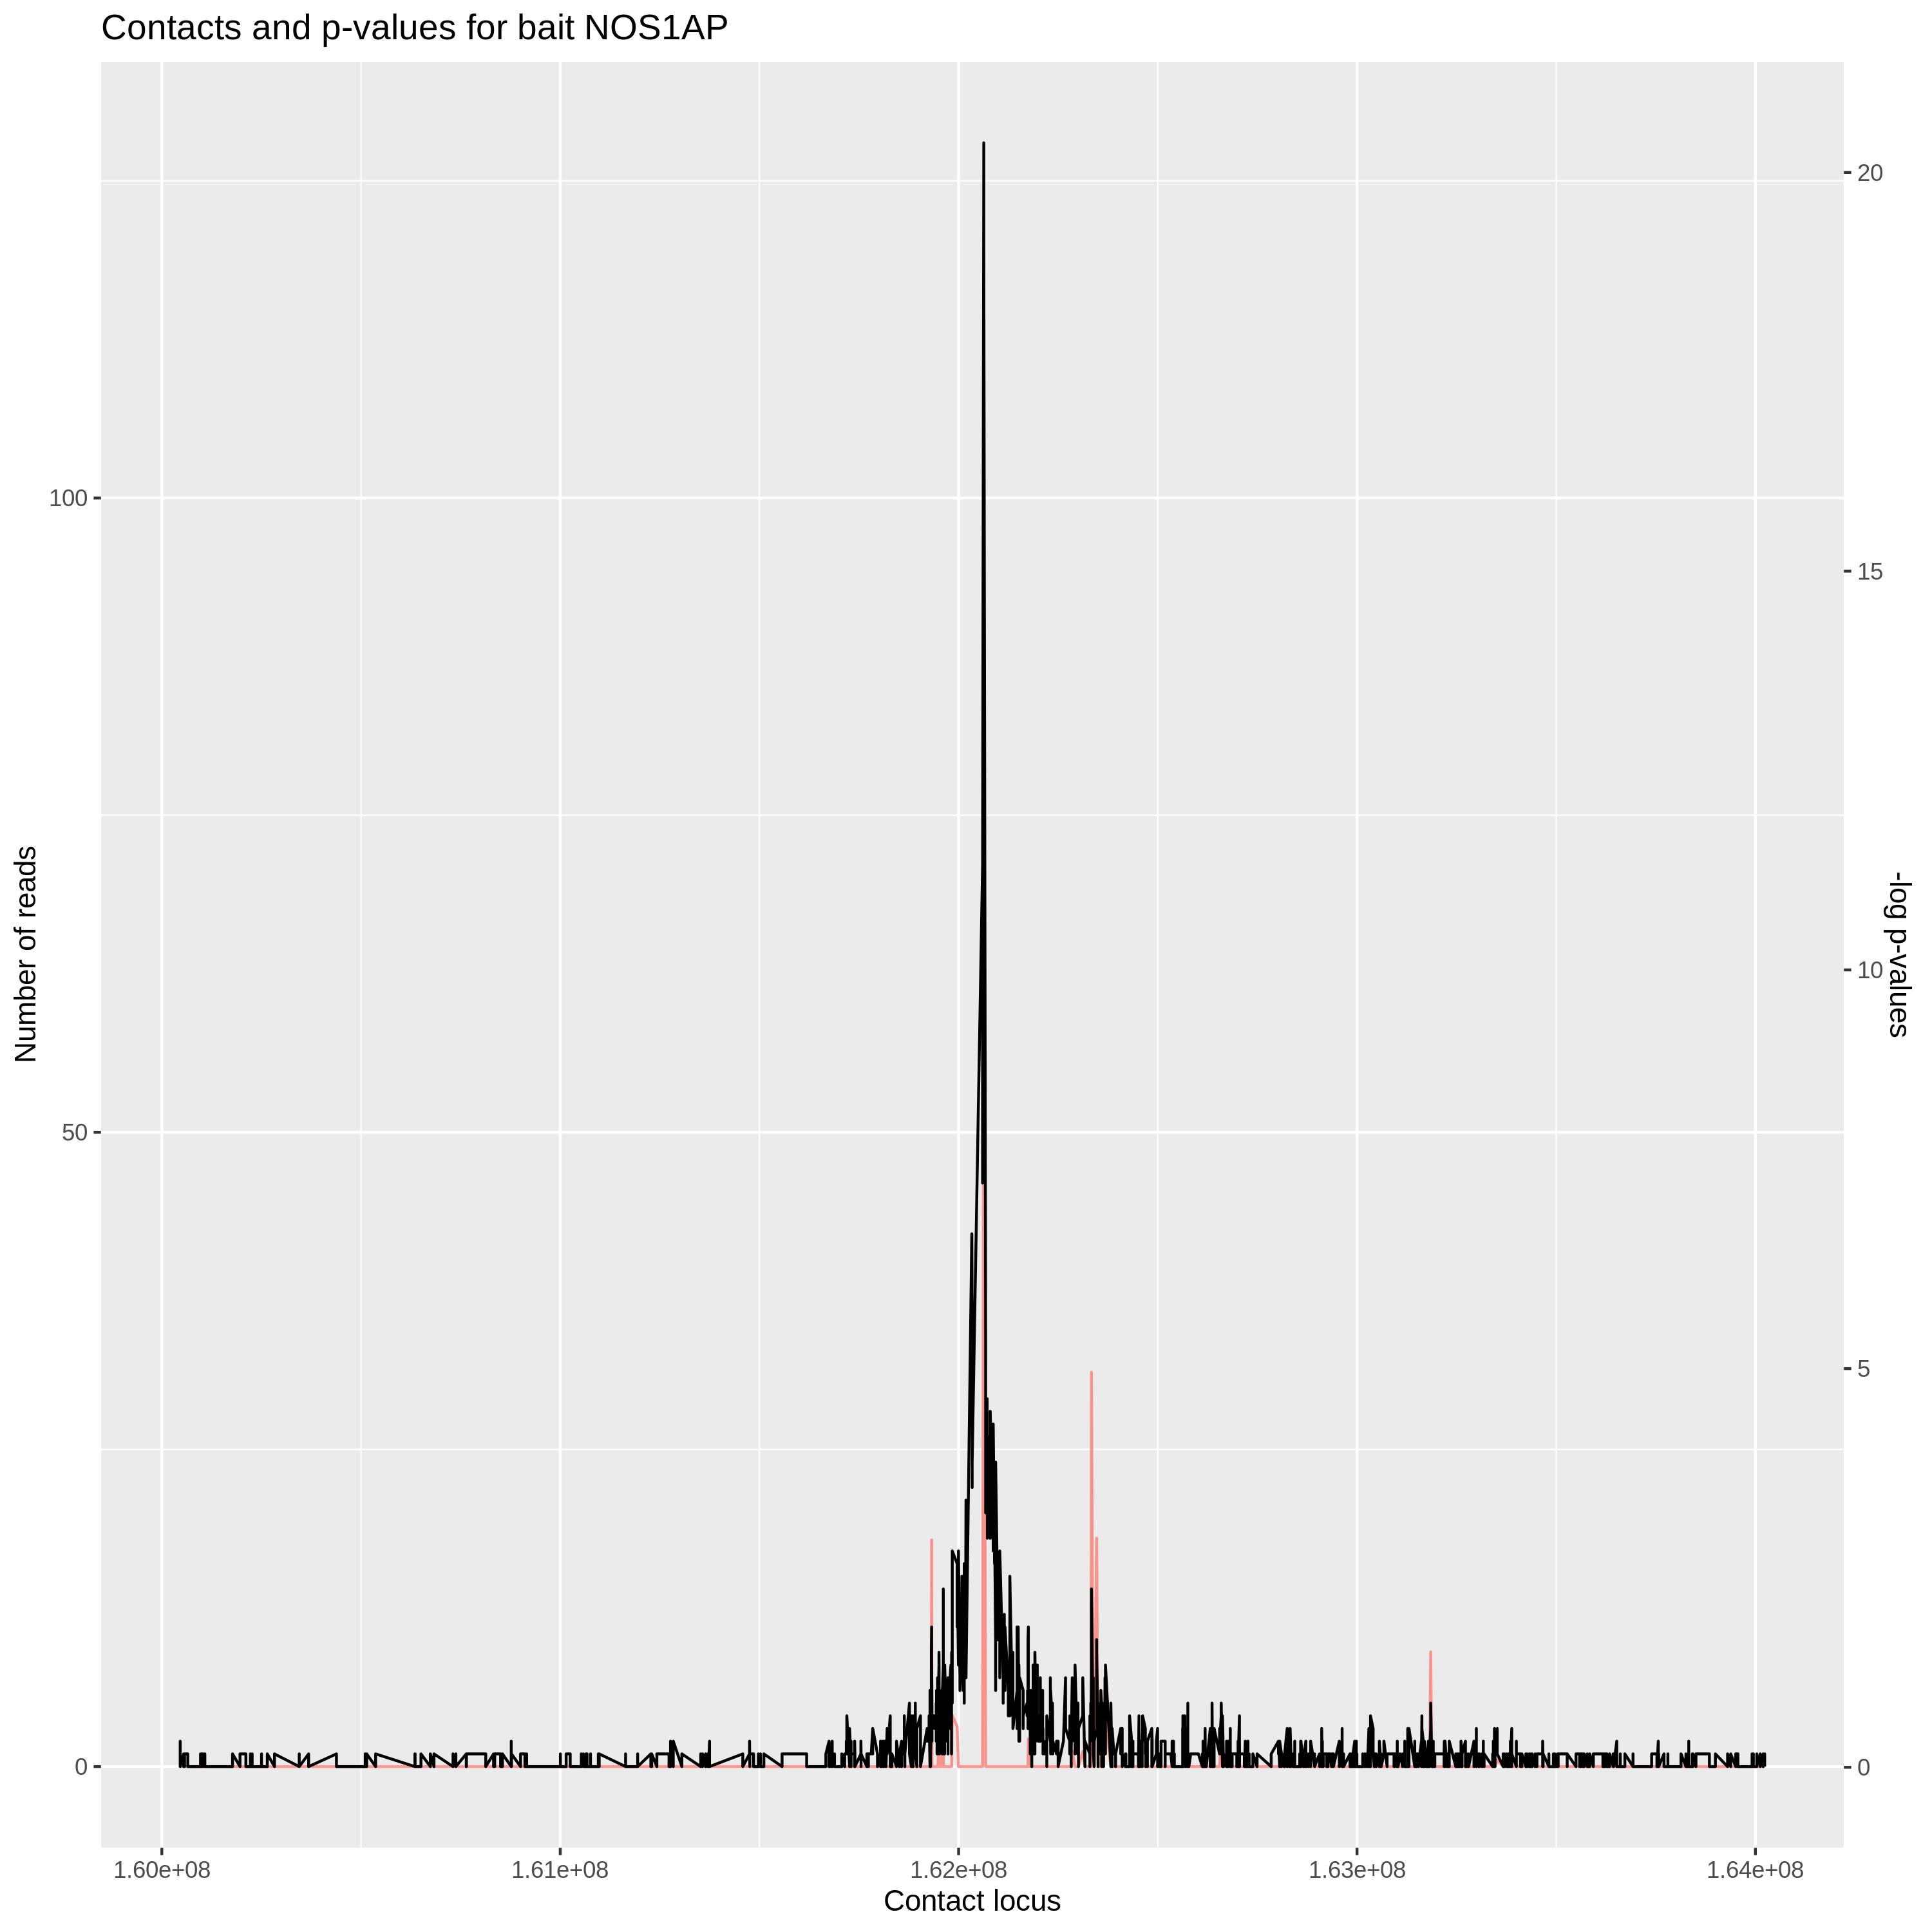 Contacts and p-values for bait NOS1AP
Number of reads
100
50
0
20
15
10
5
0
-log p-values
1.60e+08 1.61e+08 1.62e+08 1.63e+08 1.64e+08
Contact locus